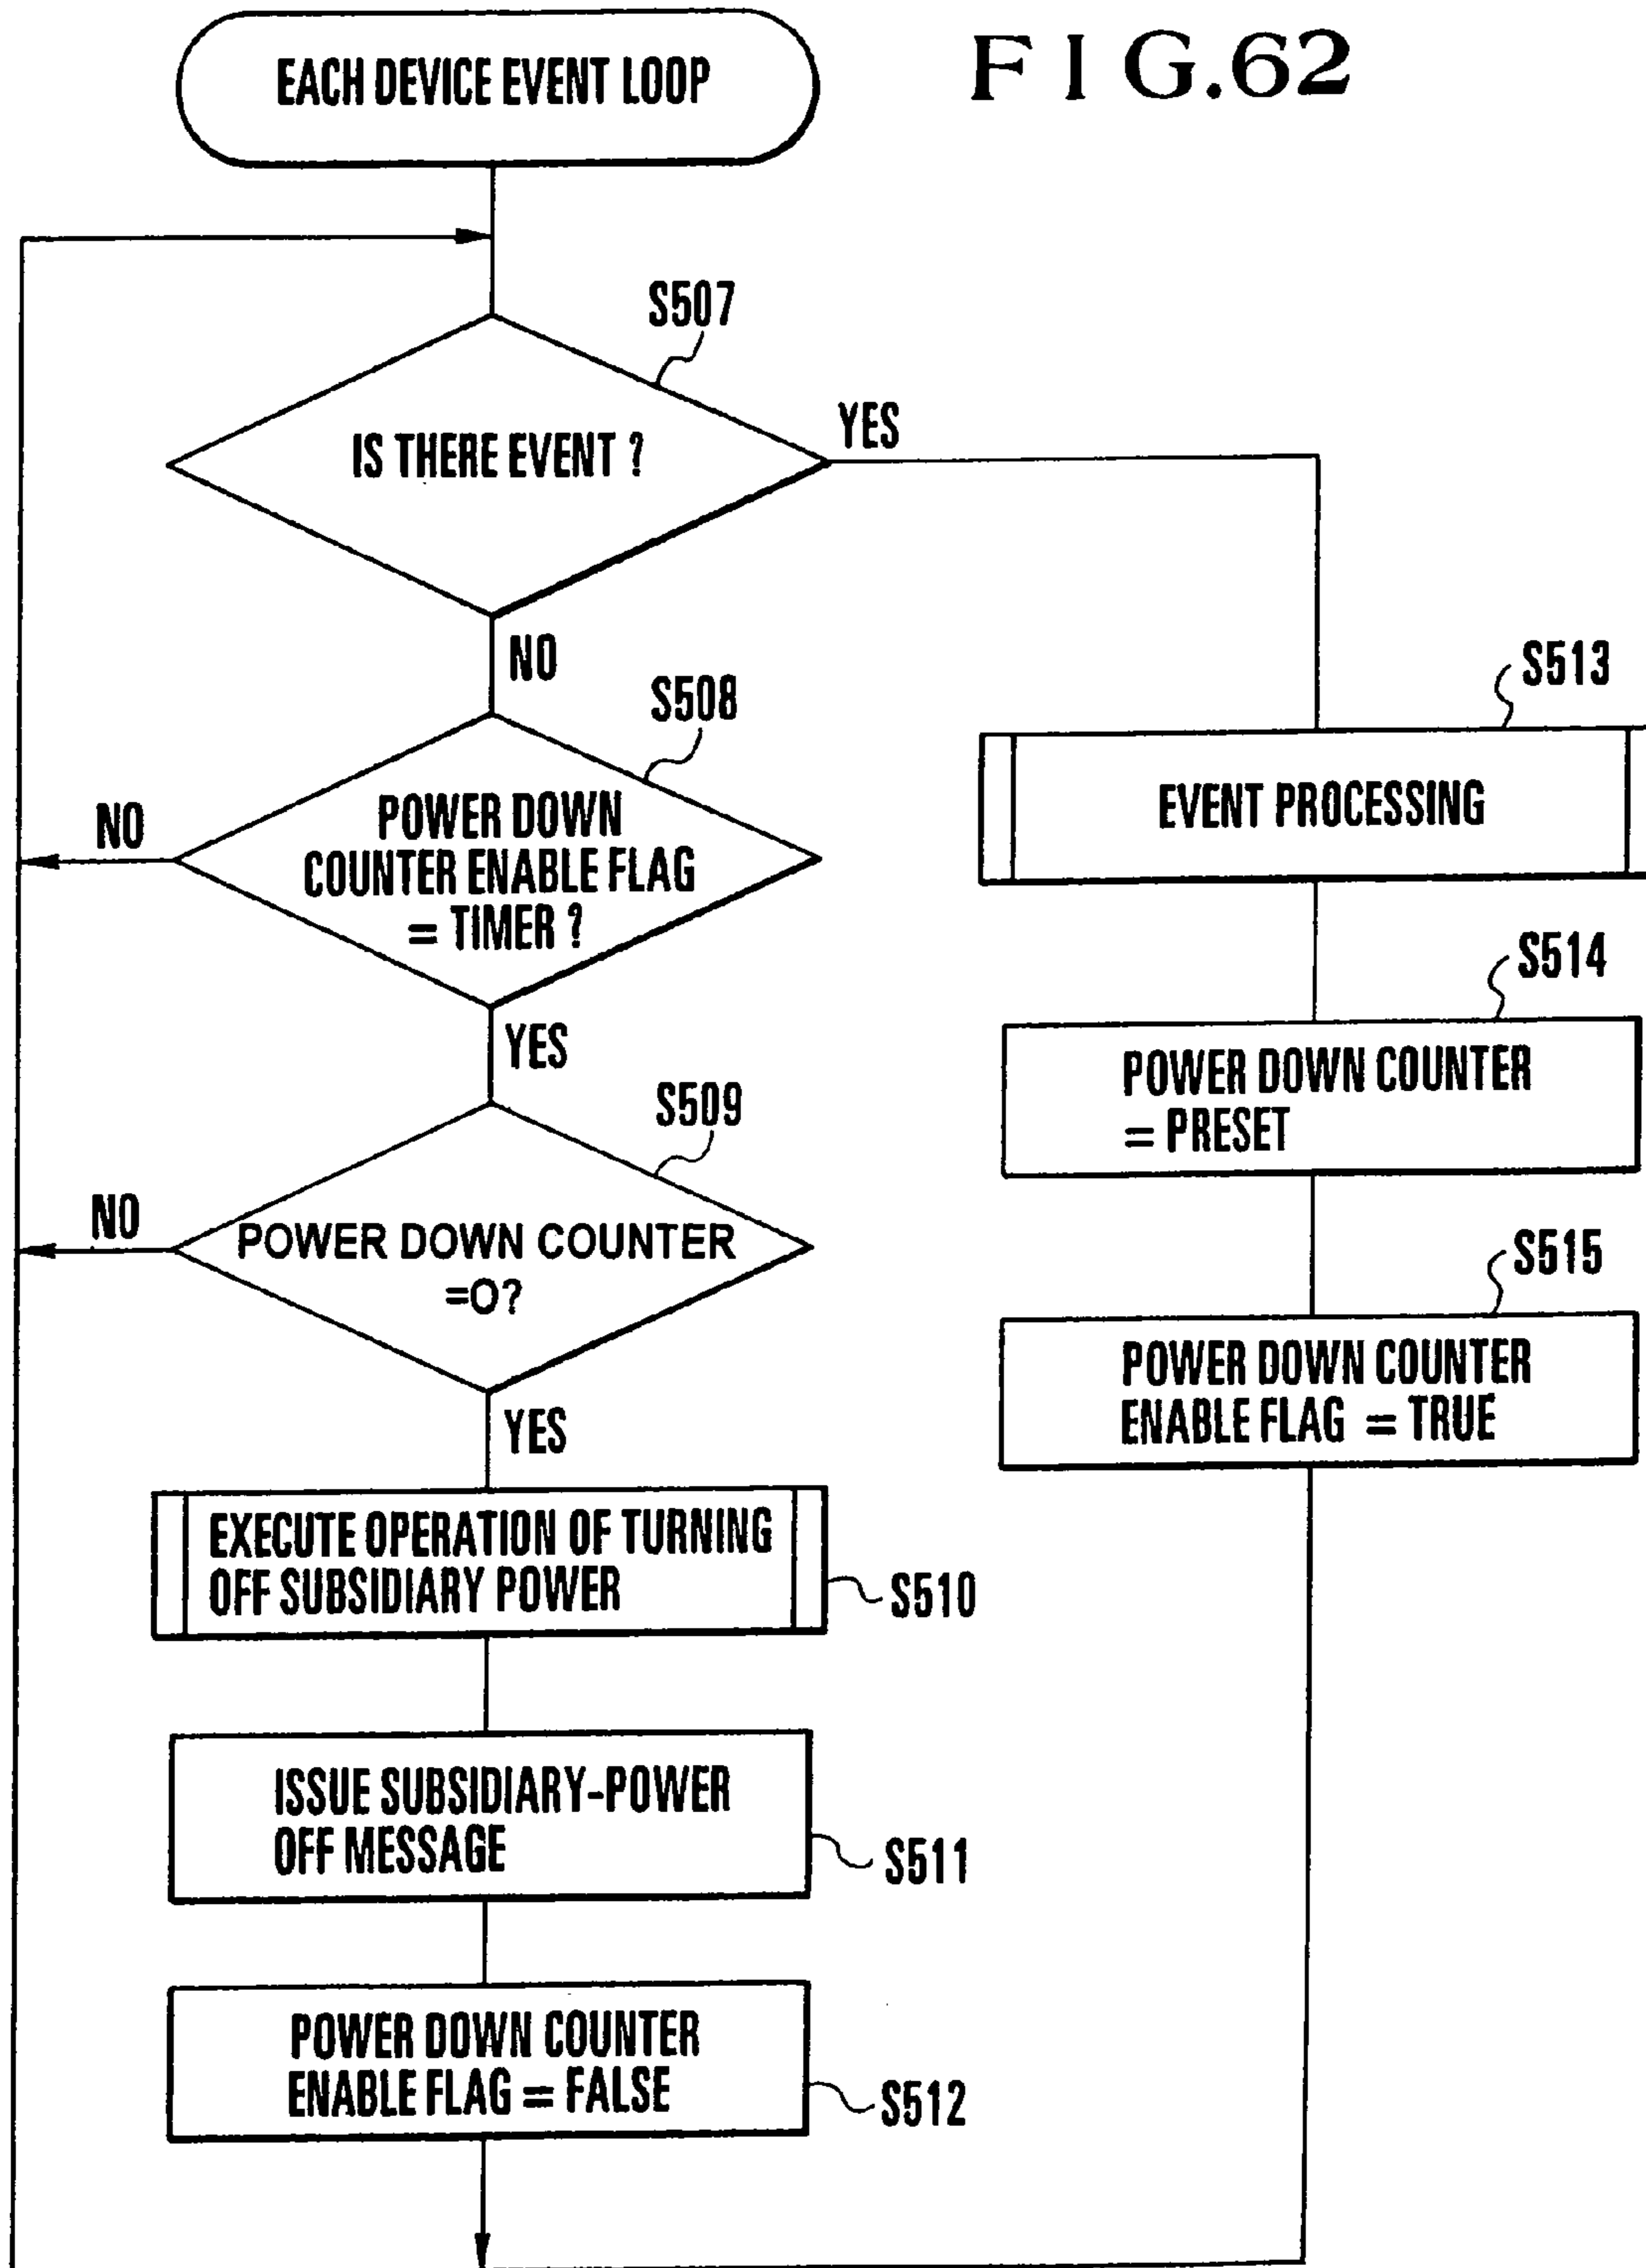 FIG.62
EACH DEVICE EVENT LOOP
S507
IS THERE EVENT ?
YES
NO
S508
POWER DOWN
COUNTER ENABLE FLAG
= TIMER ?
NO
YES
S509
POWER DOWN COUNTER
=0?
NO
YES
EXECUTE OPERATION OF TURNING
OFF SUBSIDIARY POWER
S510
ISSUE SUBSIDIARY-POWER
OFF MESSAGE
S511
POWER DOWN COUNTER
ENABLE FLAG = FALSE
S512
S513
EVENT PROCESSING
S514
POWER DOWN COUNTER
= PRESET
S515
POWER DOWN COUNTER
ENABLE FLAG = TRUE